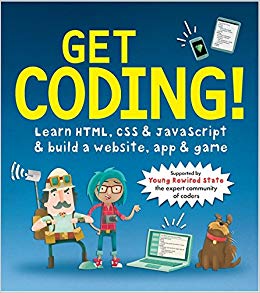 GET
CODING!
Learn HTML, CSS & JavaScript
& build a website, app & game
Supported by
Young Rewired State
the expert community
of coders